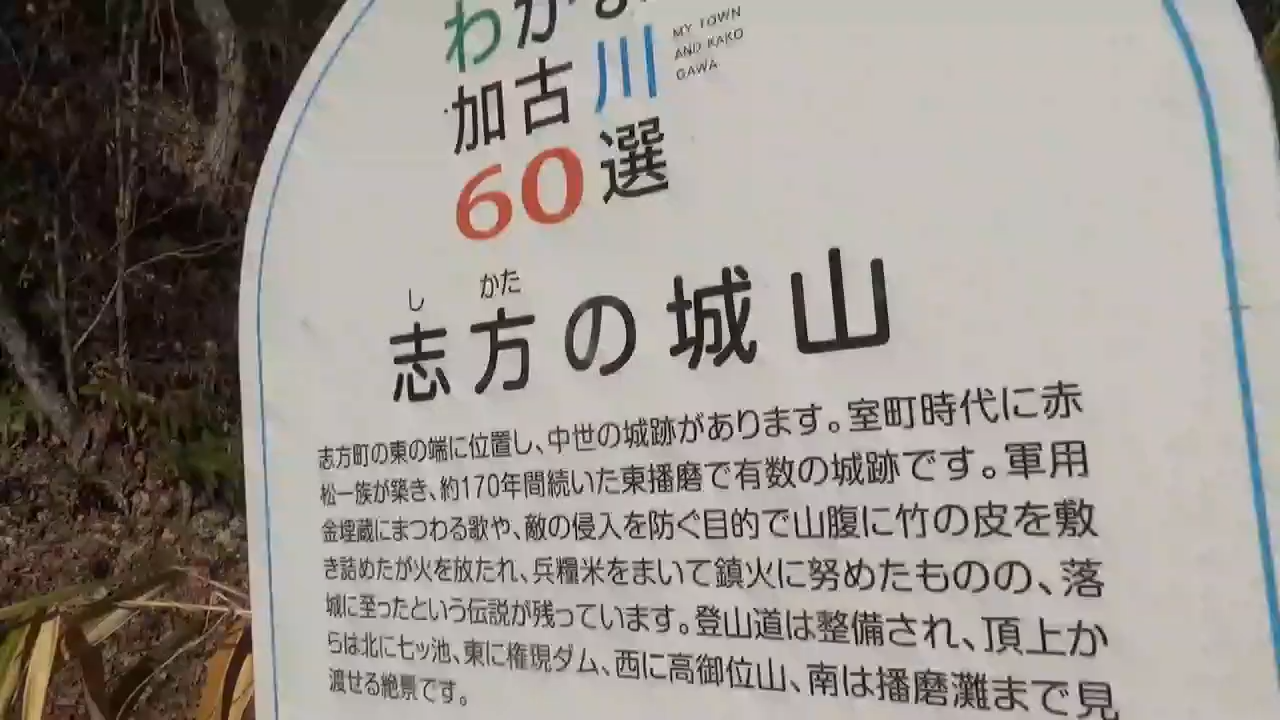 わがま
加古川
MY TOWN
AND KAKO
GAWA
60選
しかた
志方の城山
志方町の東の端に位置し、中世の城跡があります。室町時代に赤
松一族が築き、約170年間続いた東播磨で有数の城跡です。軍用
金埋蔵にまつわる歌や、敵の侵入を防ぐ目的で山腹に竹の皮を敷
き詰めたが火を放たれ、兵糧米をまいて鎮火に努めたものの、落
城に至ったという伝説が残っています。登山道は整備され、頂上か
らは北に七ッ池、東に権現ダム、西に高御位山、南は播磨灘まで見
渡せる絶景です。